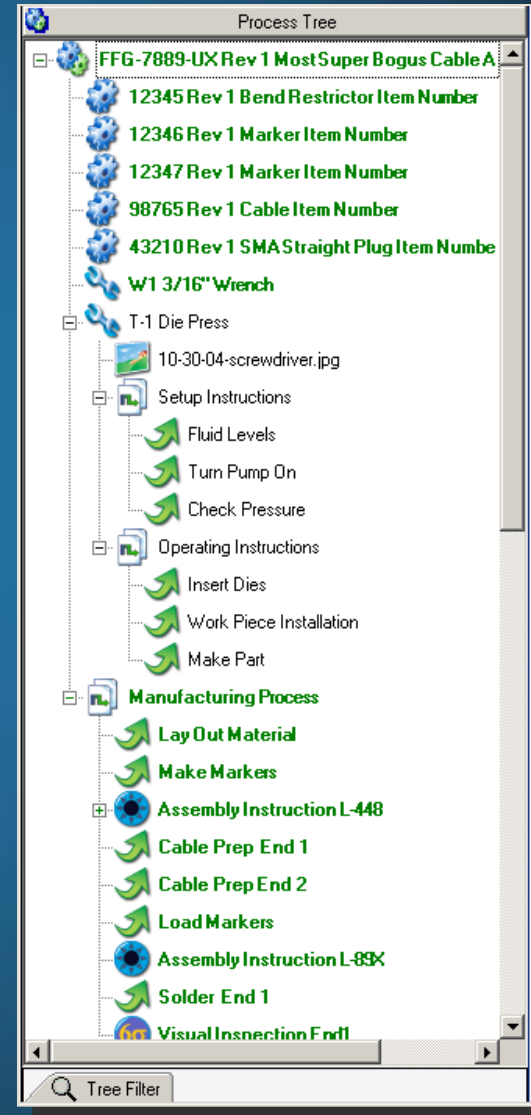 Process Tree
FFG-7889-UX Rev 1 Most Super Bogus Cable A
12345 Rev 1 Bend Restrictor Item Number
12346 Rev 1 Marker Item Number
12347 Rev 1 Marker Item Number
98765 Rev 1 Cable Item Number
43210 Rev 1 SMA Straight Plug Item Numbe
W1 3/16" Wrench
T-1 Die Press
10-30-04-screwdriver.jpg
Setup Instructions
Fluid Levels
Turn Pump On
Check Pressure
Operating Instructions
Insert Dies
Work Piece Installation
Make Part
Manufacturing Process
Lay Out Material
Make Markers
Assembly Instruction L-448
Cable Prep End 1
Cable Prep End 2
Load Markers
Assembly Instruction L-89X
Solder End 1
6σ Visual Inspection End1
Tree Filter